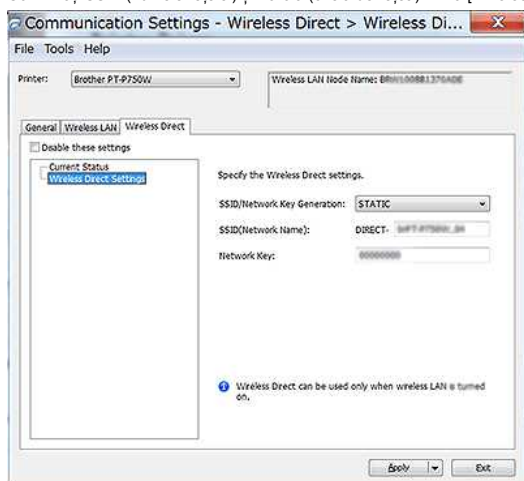 Communication Settings - Wireless Direct > Wireless Di...
File Tools Help
Printer: Brother PT-P750W Wireless LAN Node Name:
General Wireless LAN Wireless Direct
Disable these settings
Current Status
Wireless Direct Settings
Specify the Wireless Direct settings.
SSID/Network Key Generation: STATIC
SSID(Network Name): DIRECT-
Network Key: 00000000
Wireless Direct can be used only when wireless LAN is turned
on.
Apply Exit